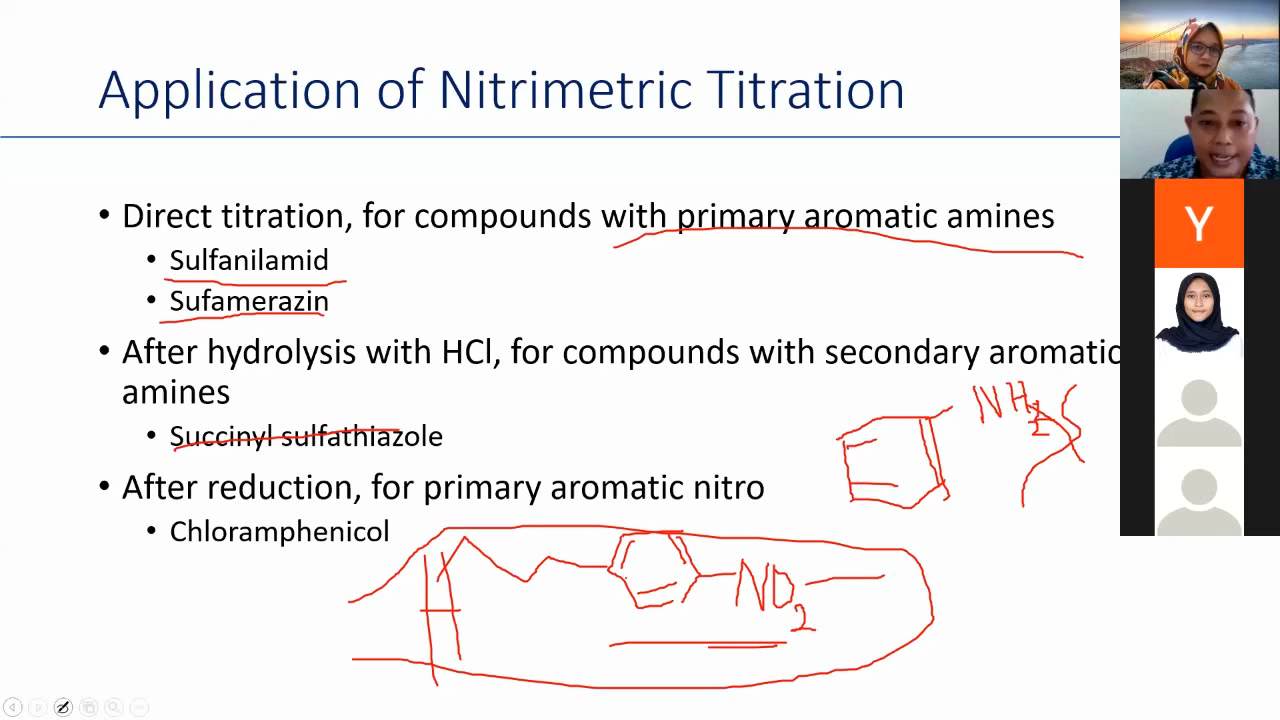 Application of Nitrimetric Titration
• Direct titration, for compounds with primary aromatic amines
• Sulfanilamid
• Sufamerazin
• After hydrolysis with HCl, for compounds with secondary aromatic
amines
• Succinyl sulfathiazole
NH2
• After reduction, for primary aromatic nitro
• Chloramphenicol
NO2
Y